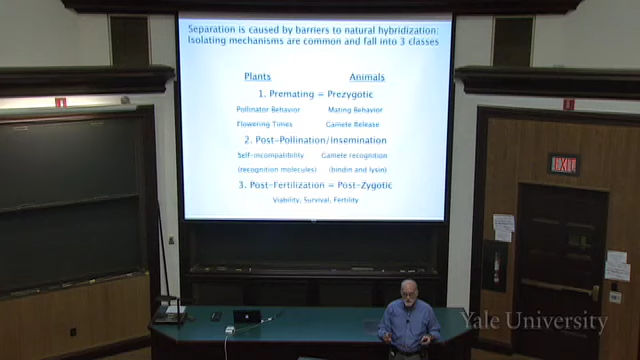 Separation is caused by barriers to natural hybridization:
Isolating mechanisms are common and fall into 3 classes
Plants Animals
1. Premating = Prezygotic
Pollinator Behavior Mating Behavior
Flowering Times Gamete Release
2. Post-Pollination/Insemination
Self-incompatibility Gamete recognition
(recognition molecules) (bindin and lysin)
3. Post-Fertilization = Post-Zygotic
Viability, Survival, Fertility
EXIT
Yale University